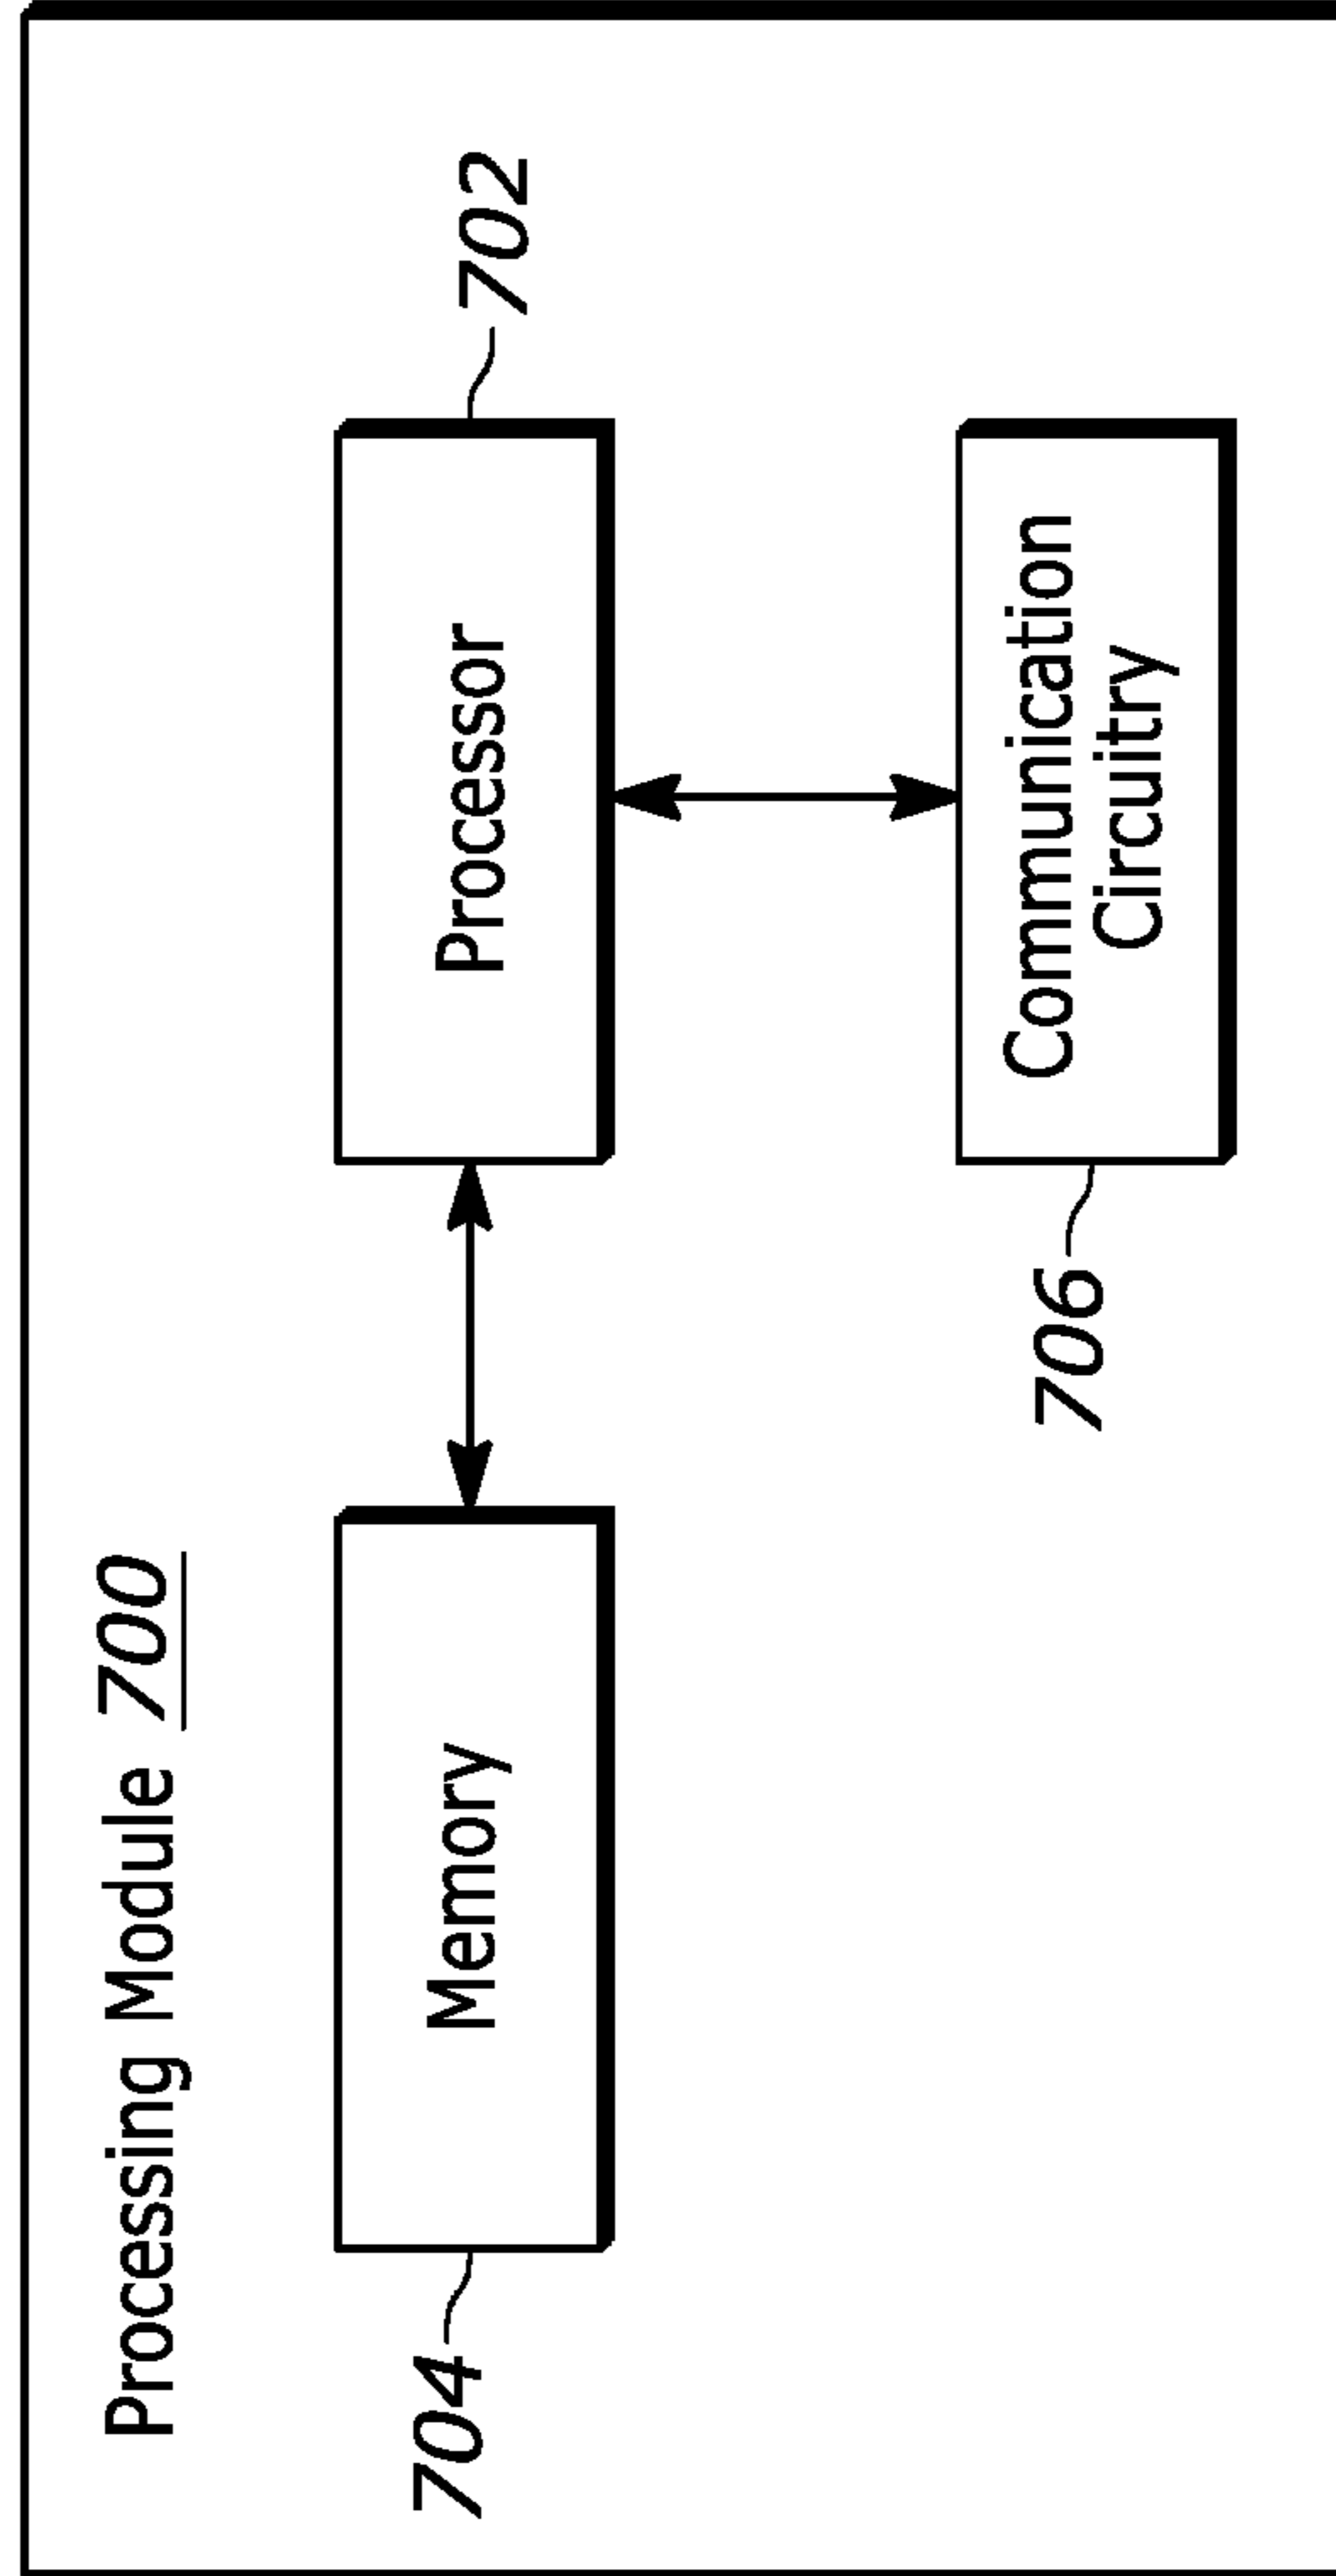 Processing Module 700
704
Memory
Processor
702
706
Communication
Circuitry